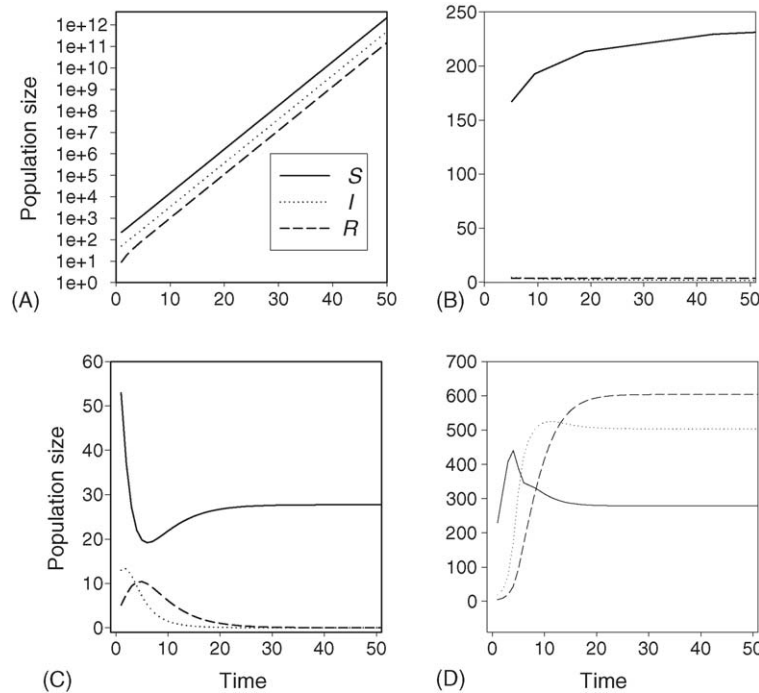 1e+12
1e+11
1e+10
1e+9
1e+8
1e+7
1e+6
1e+5
1e+4
1e+3
1e+2
1e+1
1e+0
Population size
S
I
R
0 10 20 30 40 50
(A)
250
200
150
100
50
0
0 10 20 30 40 50
(B)
60
50
40
30
20
10
0
Population size
0 10 20 30 40 50
(C) Time
700
600
500
400
300
200
100
0
0 10 20 30 40 50
(D) Time